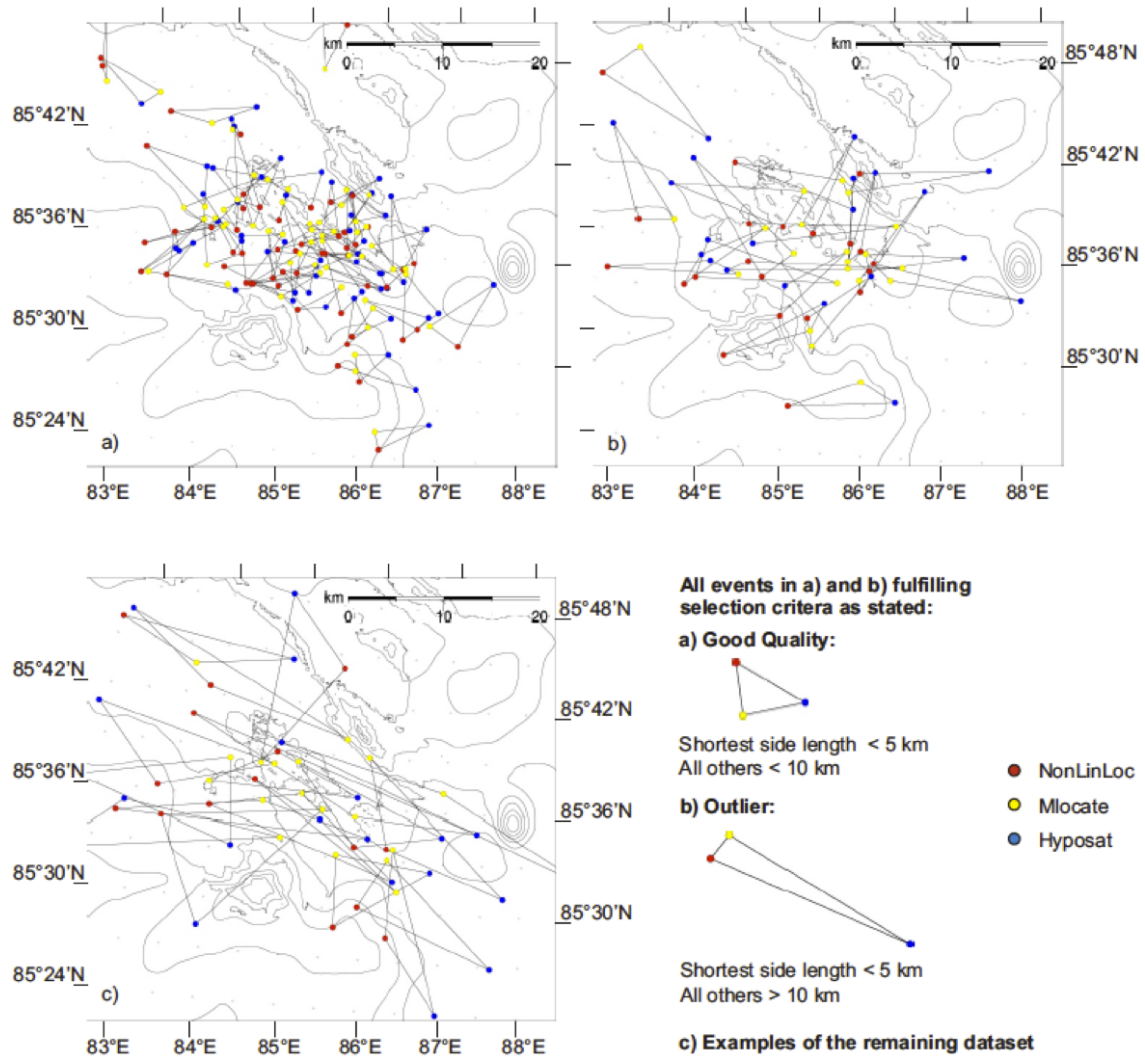 km
0
10
20
km
0
10
20
85°48'N
85°42'N
85°42'N
85°36'N
85°36'N
85°30'N
85°30'N
85°24'N
a)
b)
83°E 84°E 85°E 86°E 87°E 88°E
83°E 84°E 85°E 86°E 87°E 88°E
km
0
10
20
85°48'N
85°42'N
85°42'N
85°36'N
85°36'N
85°30'N
85°30'N
85°24'N
c)
83°E 84°E 85°E 86°E 87°E 88°E
All events in a) and b) fulfilling
selection critera as stated:
a) Good Quality:
Shortest side length < 5 km
All others < 10 km
b) Outlier:
Shortest side length < 5 km
All others > 10 km
c) Examples of the remaining dataset
NonLinLoc
Mlocate
Hyposat